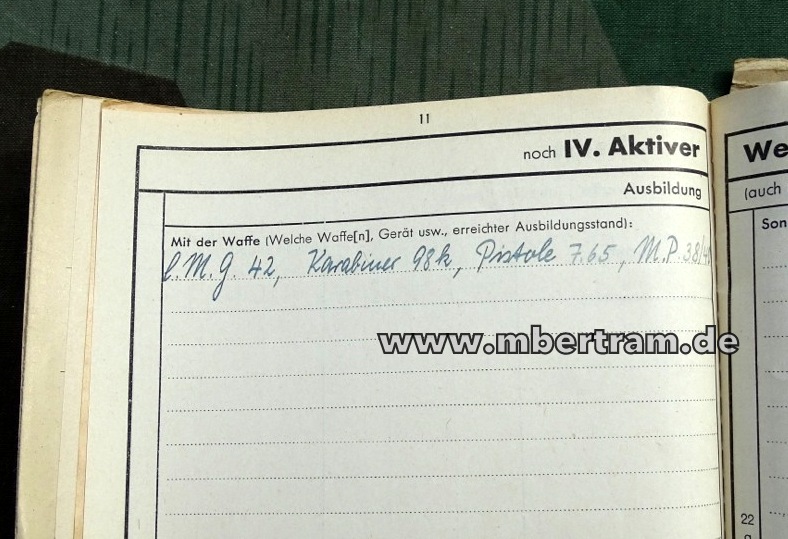 11
noch IV. Aktiver
We
Ausbildung
(auch
Mit der Waffe (Welche Waffe[n], Gerät usw., erreichter Ausbildungsstand):
Son
l. M. G. 42, Karabiner 98k, Pistole 7.65, M.P. 38/40
www.mbertram.de
22